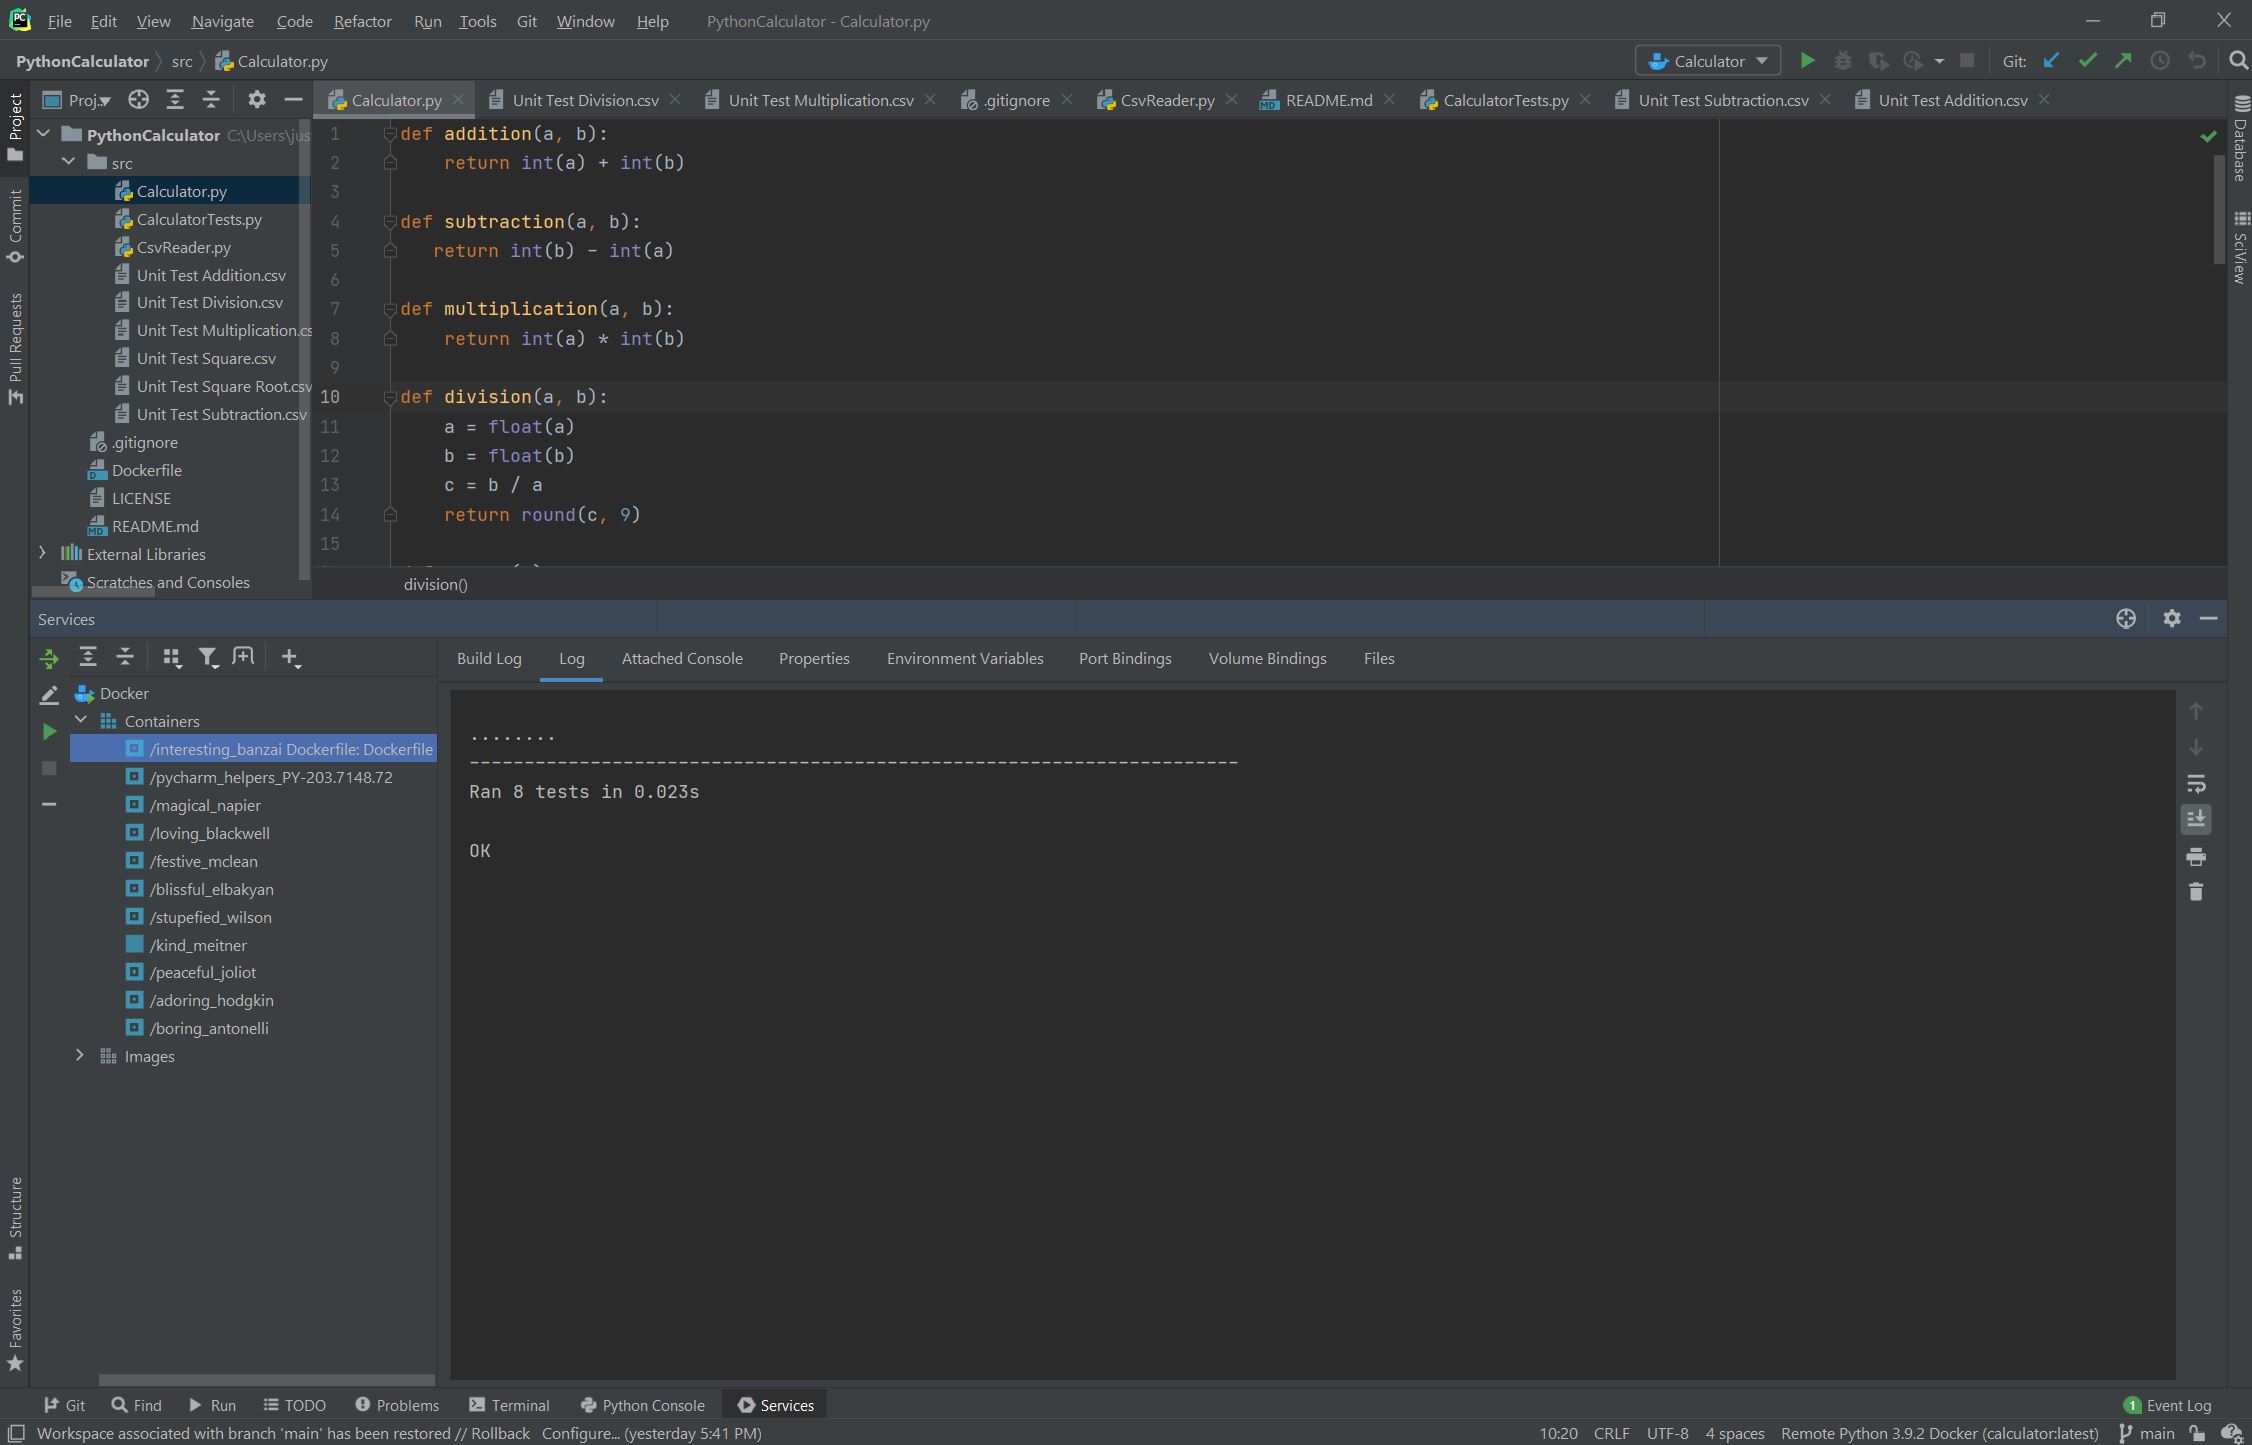 File Edit View Navigate Code Refactor Run Tools Git Window Help PythonCalculator - Calculator.py
PythonCalculator src Calculator.py
Calculator Git:
Proj...
Calculator.py Unit Test Division.csv Unit Test Multiplication.csv .gitignore CsvReader.py README.md CalculatorTests.py Unit Test Subtraction.csv Unit Test Addition.csv
Project
Commit
Pull Requests
Structure
Favorites
PythonCalculator C:\Users\jus
src
Calculator.py
CalculatorTests.py
CsvReader.py
Unit Test Addition.csv
Unit Test Division.csv
Unit Test Multiplication.cs
Unit Test Square.csv
Unit Test Square Root.csv
Unit Test Subtraction.csv
.gitignore
Dockerfile
LICENSE
README.md
External Libraries
Scratches and Consoles
1 def addition(a, b):
2 return int(a) + int(b)
3
4 def subtraction(a, b):
5 return int(b) - int(a)
6
7 def multiplication(a, b):
8 return int(a) * int(b)
9
10 def division(a, b):
11 a = float(a)
12 b = float(b)
13 c = b / a
14 return round(c, 9)
15
division()
Database
SciView
Services
Build Log Log Attached Console Properties Environment Variables Port Bindings Volume Bindings Files
Docker
Containers
/interesting_banzai Dockerfile: Dockerfile
/pycharm_helpers_PY-203.7148.72
/magical_napier
/loving_blackwell
/festive_mclean
/blissful_elbakyan
/stupefied_wilson
/kind_meitner
/peaceful_joliot
/adoring_hodgkin
/boring_antonelli
Images
........
----------------------------------------------------------------------
Ran 8 tests in 0.023s
OK
Git Find Run TODO Problems Terminal Python Console Services 1 Event Log
Workspace associated with branch 'main' has been restored // Rollback Configure... (yesterday 5:41 PM) 10:20 CRLF UTF-8 4 spaces Remote Python 3.9.2 Docker (calculator:latest) main